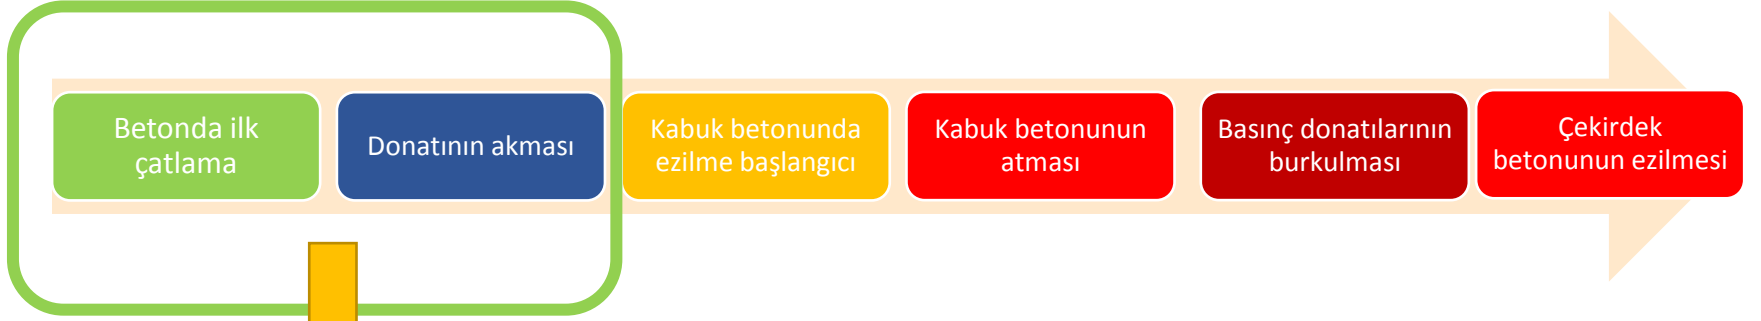 Betonda ilk
çatlama
Donatının akması
Kabuk betonunda
ezilme başlangıcı
Kabuk betonunun
atması
Basınç donatılarının
burkulması
Çekirdek
betonunun ezilmesi